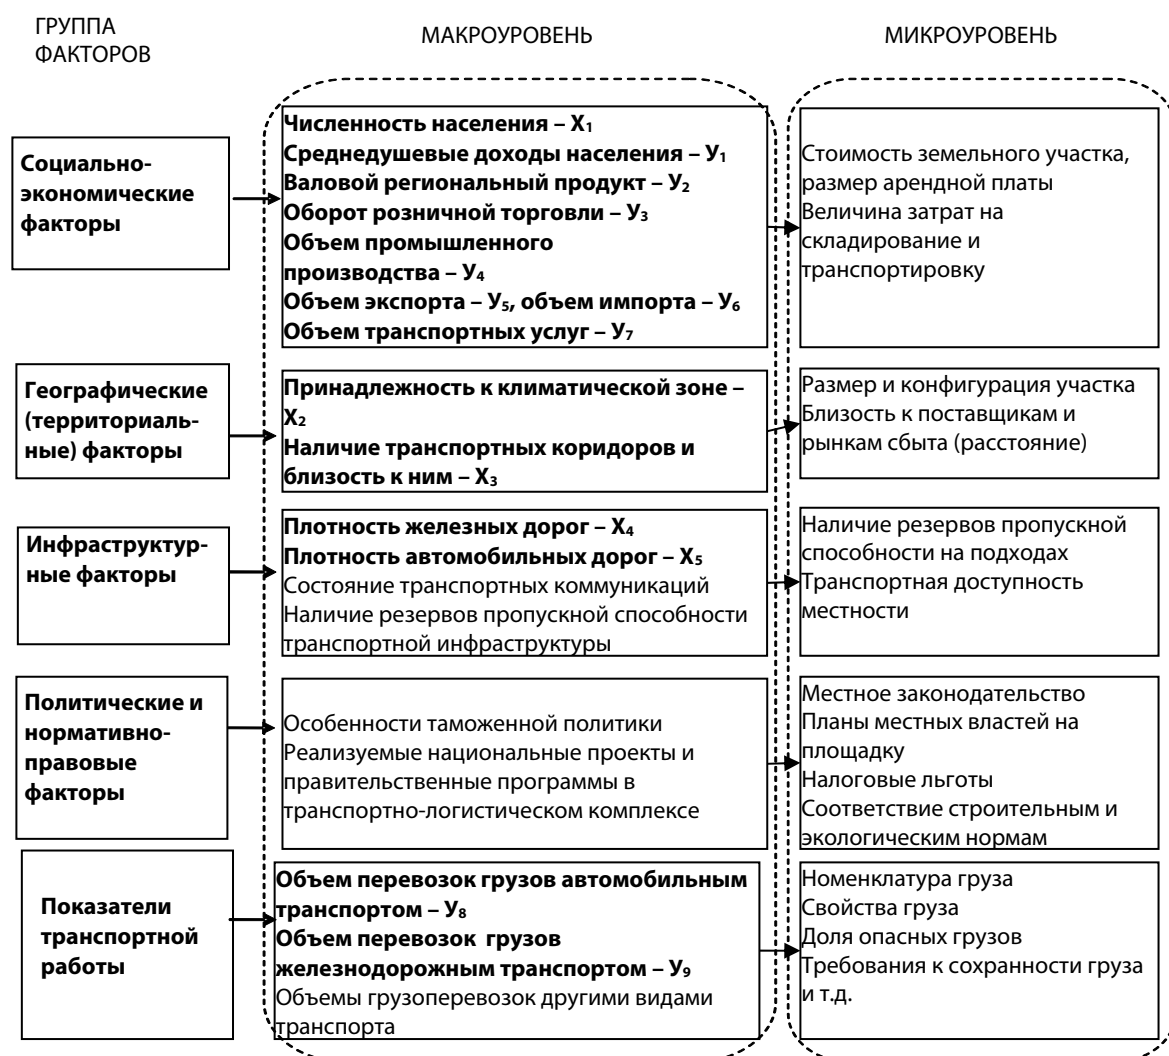 ГРУППА
ФАКТОРОВ
МАКРОУРОВЕНЬ
МИКРОУРОВЕНЬ
Социально-
экономические
факторы
Численность населения – X₁
Среднедушевые доходы населения – У₁
Валовой региональный продукт – У₂
Оборот розничной торговли – У₃
Объем промышленного
производства – У₄
Объем экспорта – У₅, объем импорта – У₆
Объем транспортных услуг – У₇
Стоимость земельного участка,
размер арендной платы
Величина затрат на
складирование и
транспортировку
Географические
(территориаль-
ные) факторы
Принадлежность к климатической зоне –
X₂
Наличие транспортных коридоров и
близость к ним – X₃
Размер и конфигурация участка
Близость к поставщикам и
рынкам сбыта (расстояние)
Инфраструктур-
ные факторы
Плотность железных дорог – X₄
Плотность автомобильных дорог – X₅
Состояние транспортных коммуникаций
Наличие резервов пропускной способности
транспортной инфраструктуры
Наличие резервов пропускной
способности на подходах
Транспортная доступность
местности
Политические и
нормативно-
правовые
факторы
Особенности таможенной политики
Реализуемые национальные проекты и
правительственные программы в
транспортно-логистическом комплексе
Местное законодательство
Планы местных властей на
площадку
Налоговые льготы
Соответствие строительным и
экологическим нормам
Показатели
транспортной
работы
Объем перевозок грузов автомобильным
транспортом – У₈
Объем перевозок грузов
железнодорожным транспортом – У₉
Объемы грузоперевозок другими видами
транспорта
Номенклатура груза
Свойства груза
Доля опасных грузов
Требования к сохранности груза
и т.д.